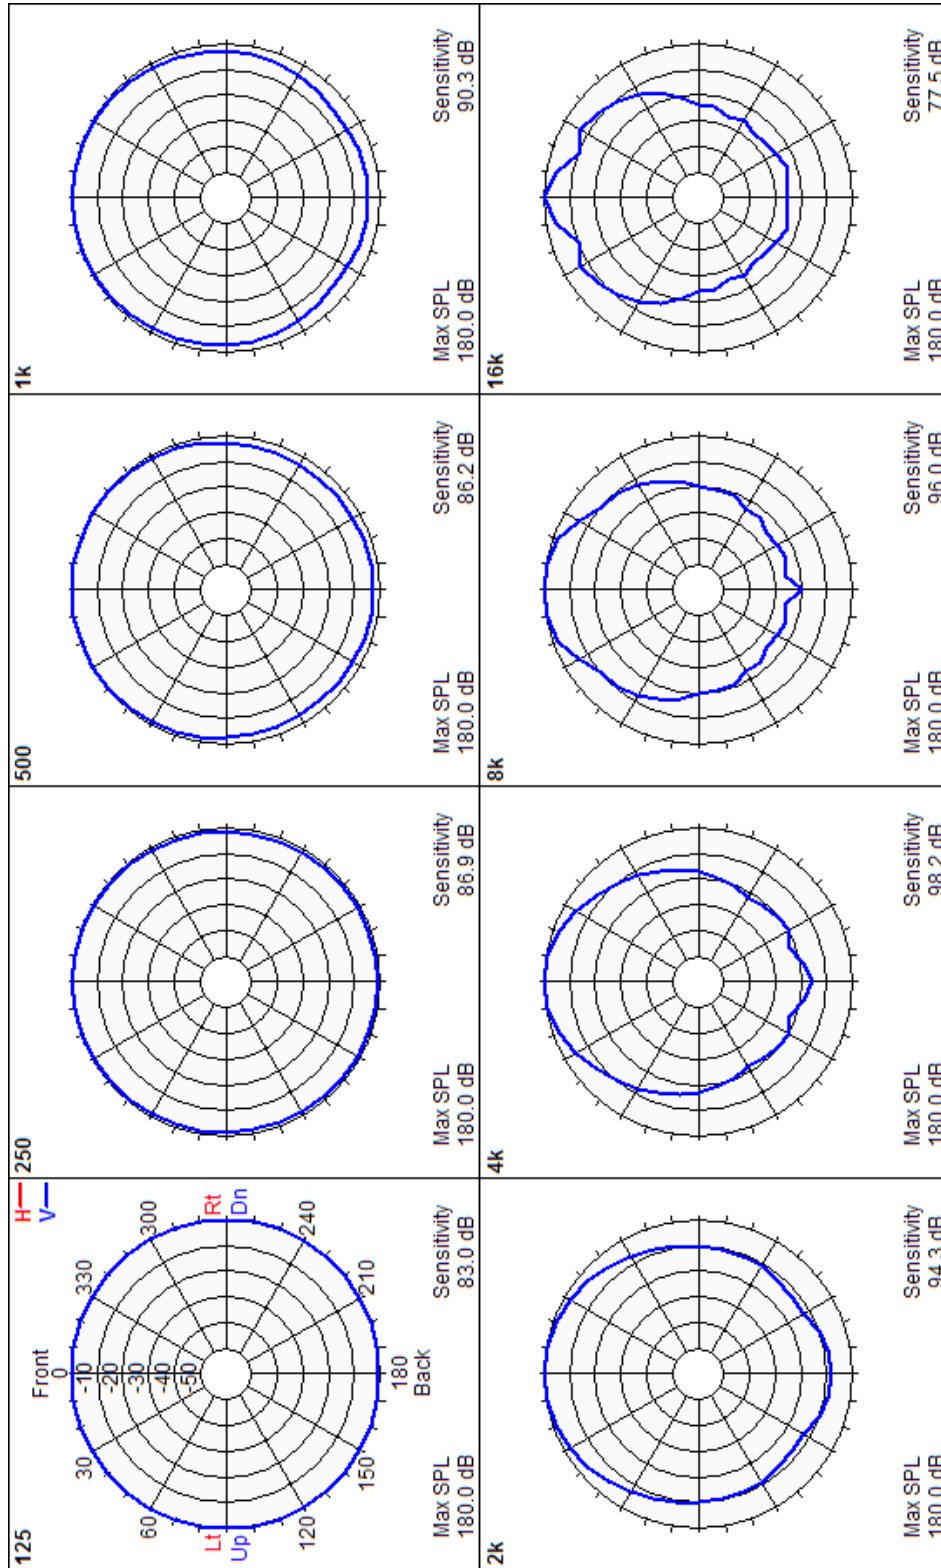 125
H
V
Front
0
30
330
60
300
-10
-20
-30
-40
-50
Lt
Up
Rt
Dn
120
240
150
210
180
Back
Max SPL
180.0 dB
Sensitivity
83.0 dB
250
Max SPL
180.0 dB
Sensitivity
86.9 dB
500
Max SPL
180.0 dB
Sensitivity
86.2 dB
1k
Max SPL
180.0 dB
Sensitivity
90.3 dB
2k
Max SPL
180.0 dB
Sensitivity
94.3 dB
4k
Max SPL
180.0 dB
Sensitivity
98.2 dB
8k
Max SPL
180.0 dB
Sensitivity
96.0 dB
16k
Max SPL
180.0 dB
Sensitivity
77.5 dB